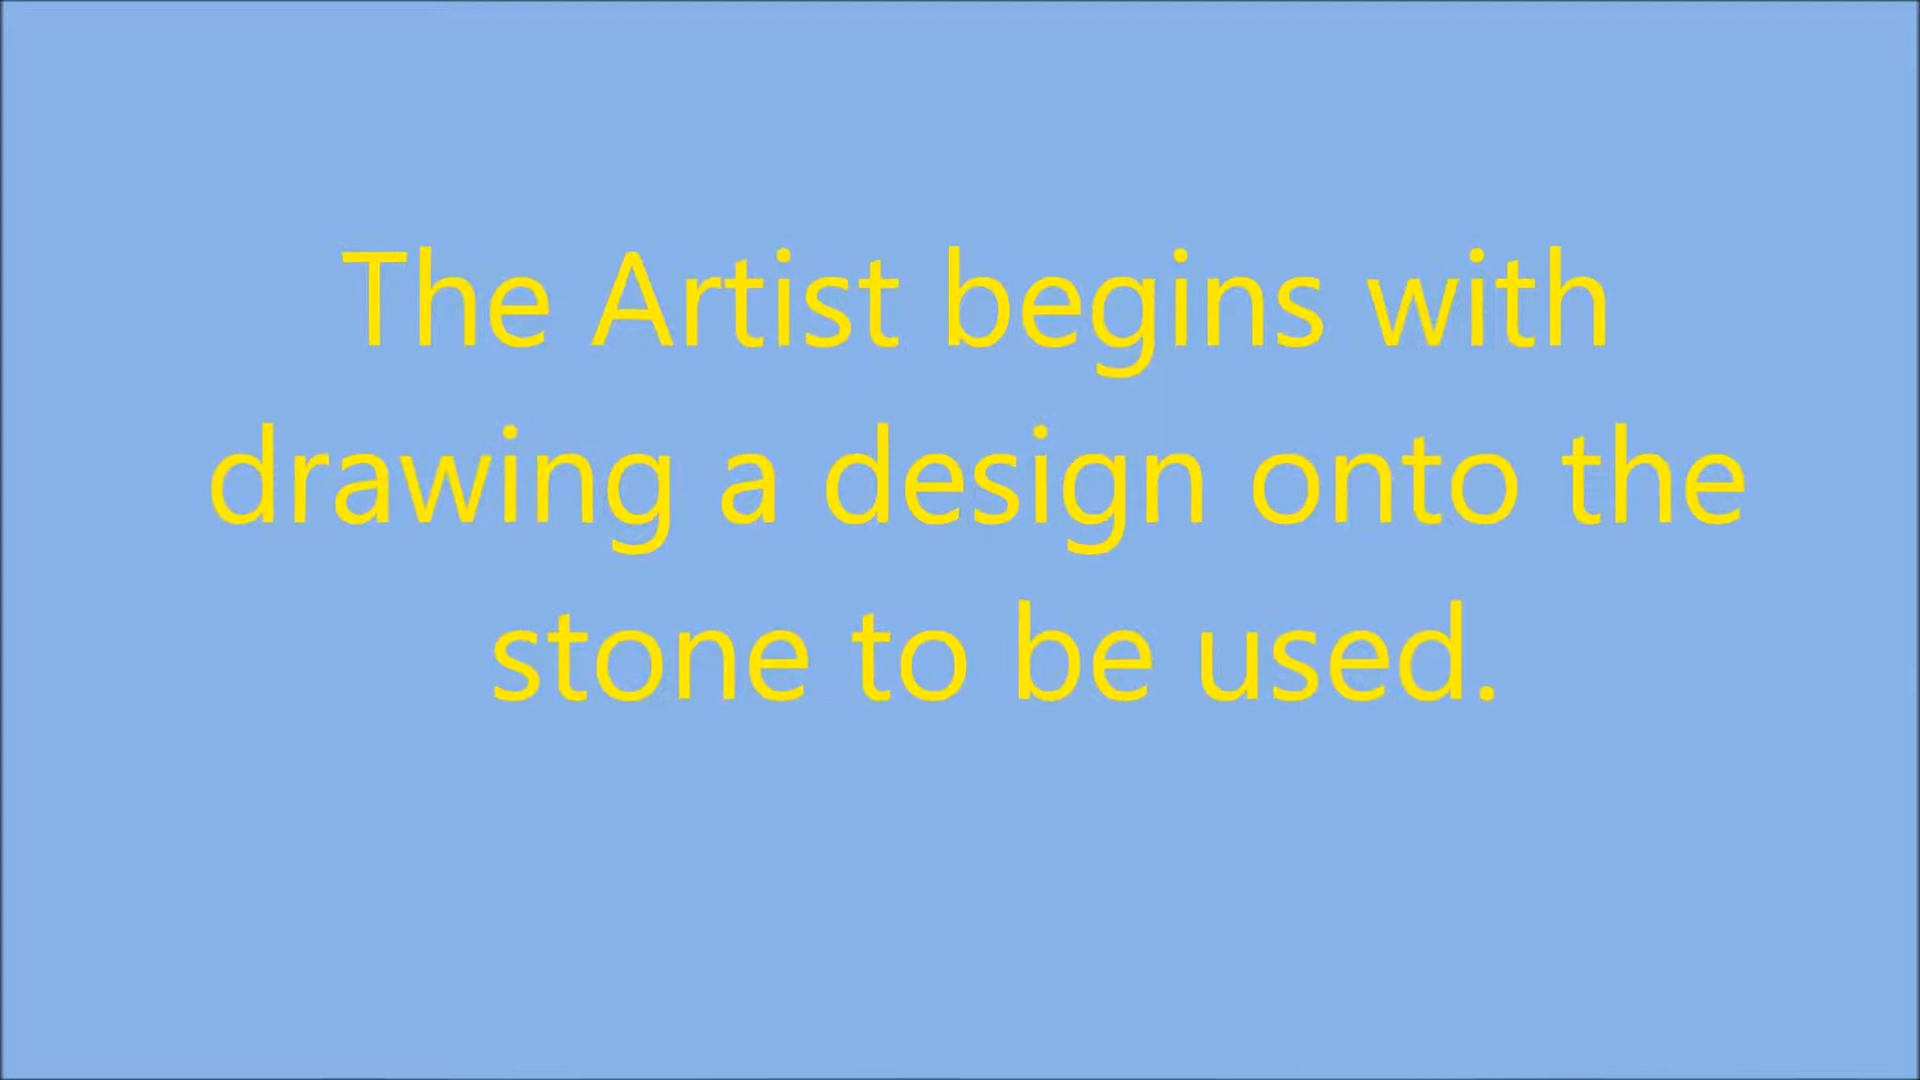 The Artist begins with
drawing a design onto the
stone to be used.